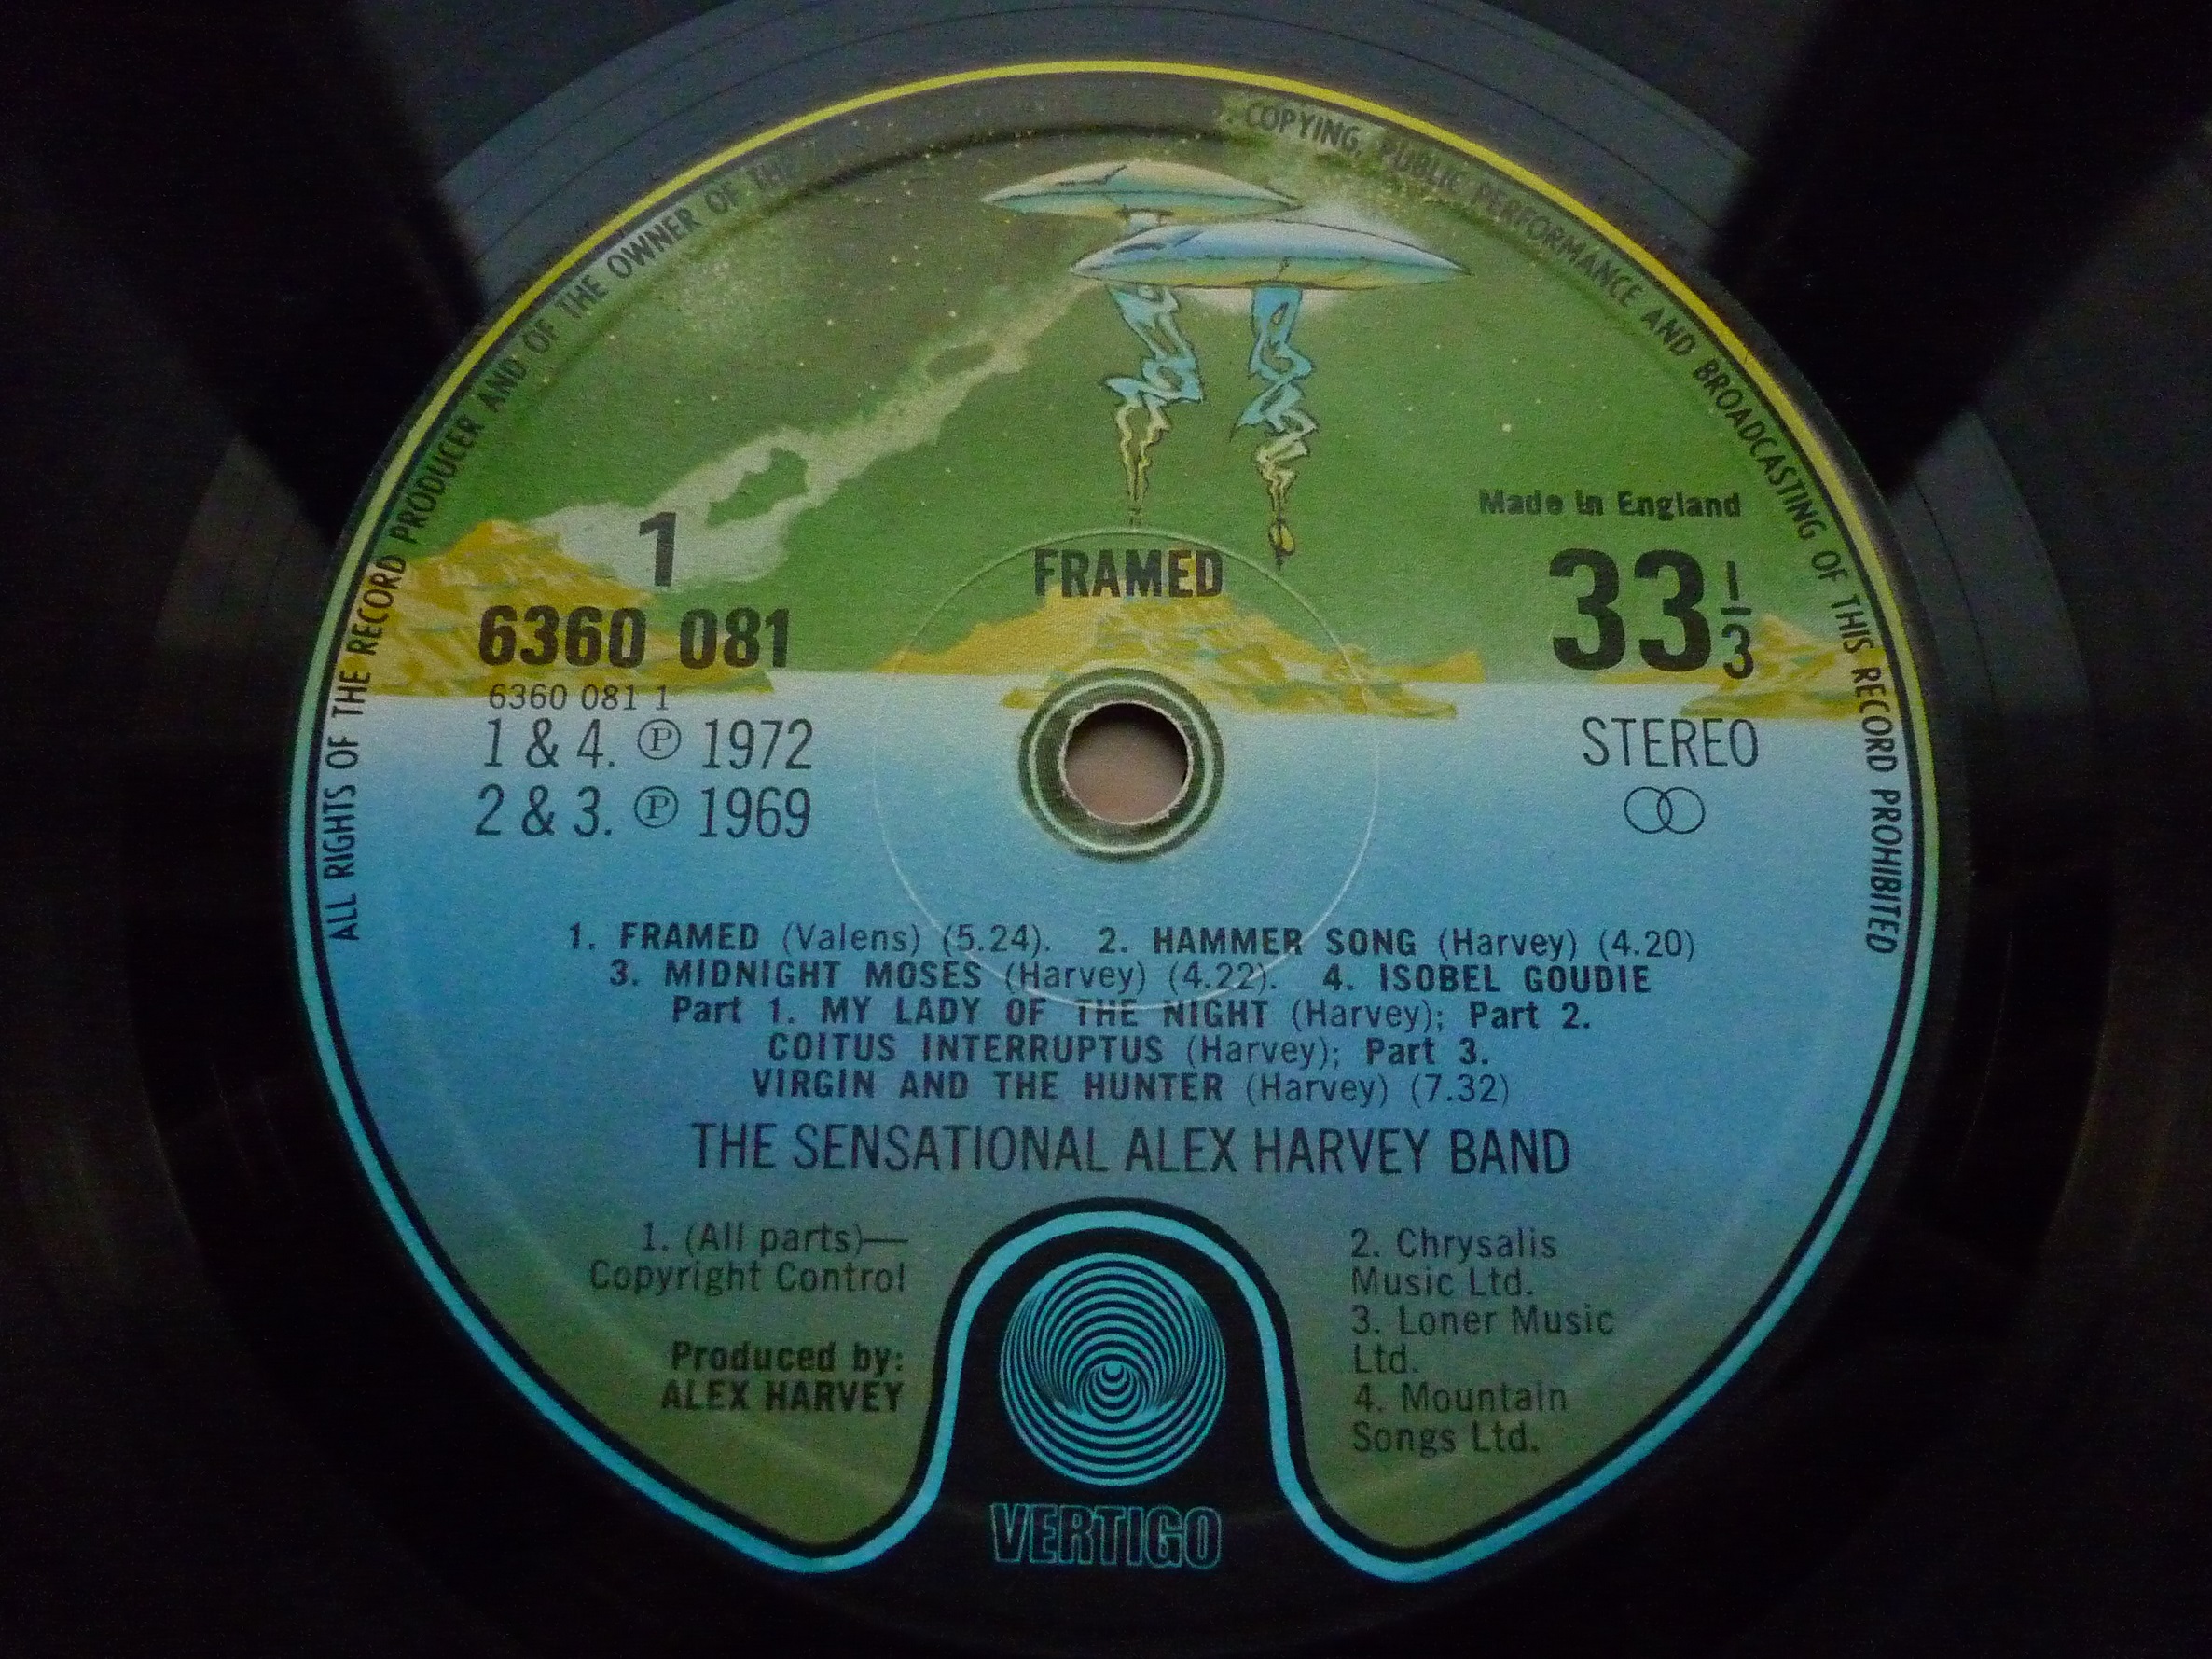 ALL RIGHTS OF THE RECORD PRODUCER AND OF THE OWNER OF THE
. COPYING, PUBLIC PERFORMANCE AND BROADCASTING OF THIS RECORD PROHIBITED
Made in England
1
FRAMED
33 1/3
6360 081
6360 081 1
1 & 4. ℗ 1972
STEREO
2 & 3. ℗ 1969
1. FRAMED (Valens) (5.24). 2. HAMMER SONG (Harvey) (4.20)
3. MIDNIGHT MOSES (Harvey) (4.22). 4. ISOBEL GOUDIE
Part 1. MY LADY OF THE NIGHT (Harvey); Part 2.
COITUS INTERRUPTUS (Harvey); Part 3.
VIRGIN AND THE HUNTER (Harvey) (7.32)
THE SENSATIONAL ALEX HARVEY BAND
1. (All parts)—
Copyright Control
Produced by:
ALEX HARVEY
2. Chrysalis
Music Ltd.
3. Loner Music
Ltd.
4. Mountain
Songs Ltd.
VERTIGO